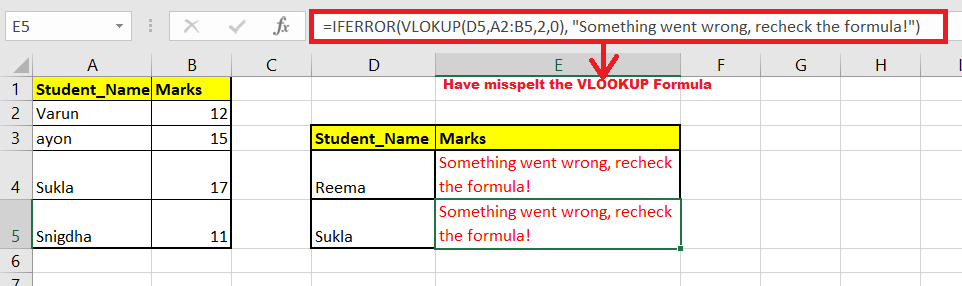 E5 fx =IFERROR(VLOKUP(D5,A2:B5,2,0), "Something went wrong, recheck the formula!")
A B C D E F G H I
1 Student_Name Marks Have misspelt the VLOOKUP Formula
2 Varun 12
3 ayon 15 Student_Name Marks
4 Sukla 17 Reema Something went wrong, recheck
the formula!
5 Snigdha 11 Sukla Something went wrong, recheck
the formula!
6
7